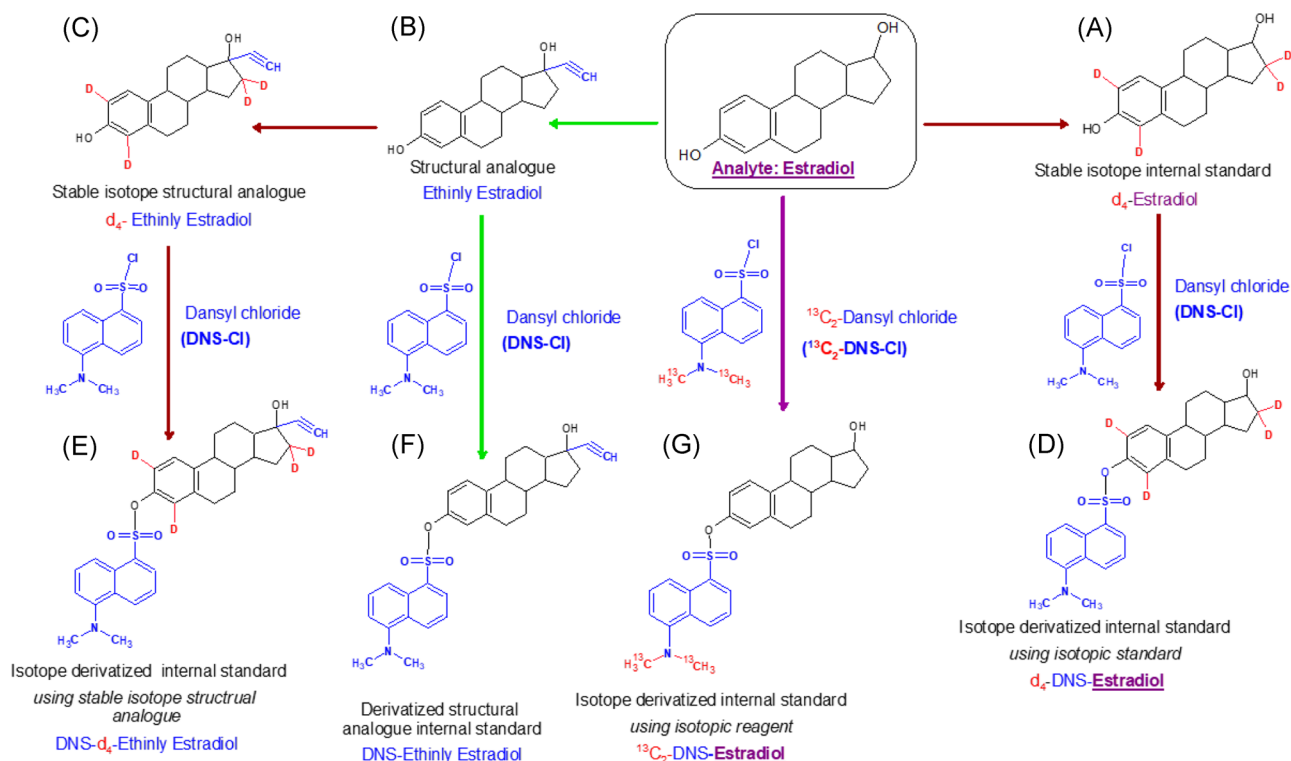 (C)
OH
CH
D
D
D
HO
D
Stable isotope structural analogue
d₄- Ethinly Estradiol
(B)
OH
CH
HO
Structural analogue
Ethinly Estradiol
OH
HO
Analyte: Estradiol
(A)
OH
D
D
D
HO
D
Stable isotope internal standard
d₄-Estradiol
Cl
O=S=O
N
H₃C CH₃
Dansyl chloride
(DNS-Cl)
Cl
O=S=O
N
H₃C CH₃
Dansyl chloride
(DNS-Cl)
Cl
O=S=O
N
H₃¹³C ¹³CH₃
¹³C₂-Dansyl chloride
(¹³C₂-DNS-Cl)
Cl
O=S=O
N
H₃C CH₃
Dansyl chloride
(DNS-Cl)
(E)
OH
CH
D
D
D
O
D
O=S=O
N
H₃C CH₃
Isotope derivatized internal standard
using stable isotope structrual
analogue
DNS-d₄-Ethinly Estradiol
(F)
OH
CH
O
O=S=O
N
H₃C CH₃
Derivatized structural
analogue internal standard
DNS-Ethinly Estradiol
(G)
OH
O
O=S=O
N
H₃¹³C ¹³CH₃
Isotope derivatized internal standard
using isotopic reagent
¹³C₂-DNS-Estradiol
(D)
OH
D
D
D
O
D
O=S=O
N
H₃C CH₃
Isotope derivatized internal standard
using isotopic standard
d₄-DNS-Estradiol